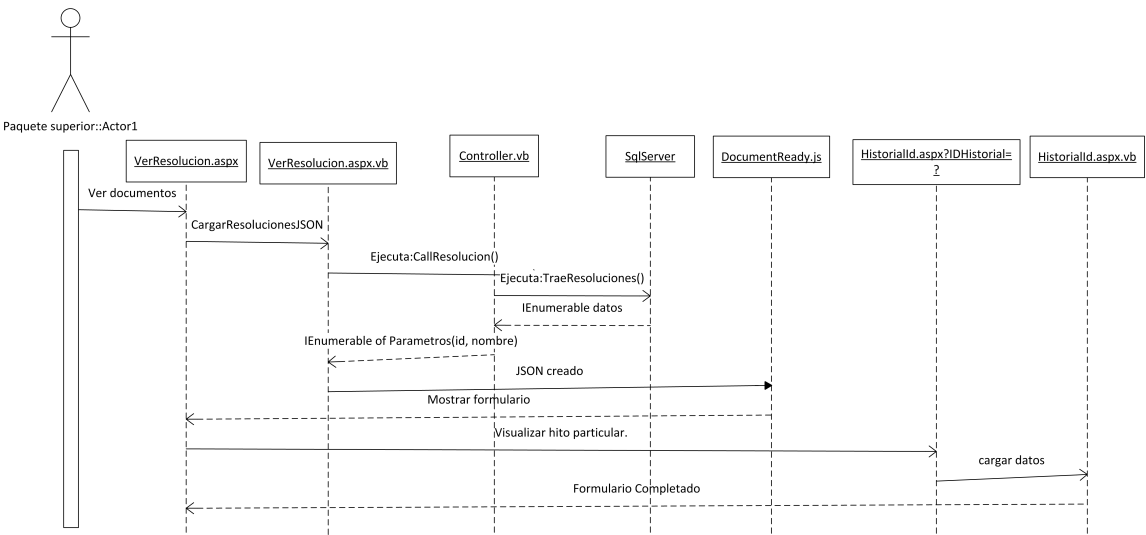 Paquete superior::Actor1
VerResolucion.aspx
VerResolucion.aspx.vb
Controller.vb
SqlServer
DocumentReady.js
HistorialId.aspx?IDHistorial=
?
HistorialId.aspx.vb
Ver documentos
CargarResolucionesJSON
Ejecuta:CallResolucion()
Ejecuta:TraeResoluciones()
IEnumerable datos
IEnumerable of Parametros(id, nombre)
JSON creado
Mostrar formulario
Visualizar hito particular.
cargar datos
Formulario Completado